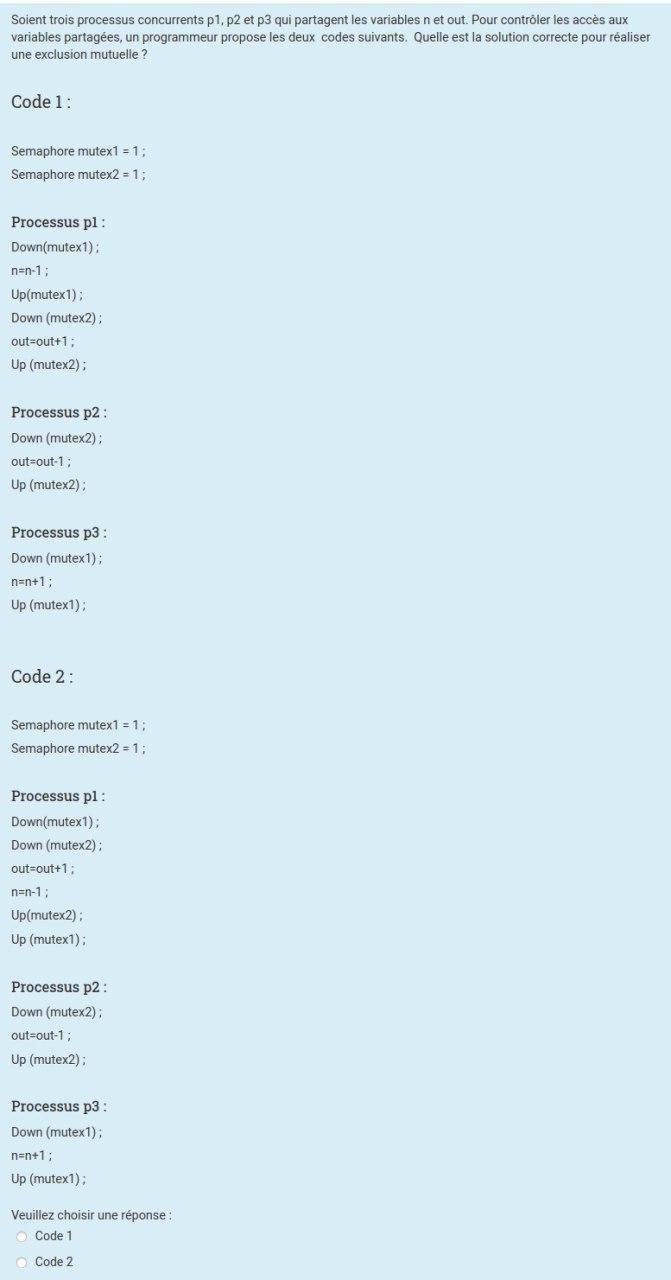 Soient trois processus concurrents p1, p2 et p3 qui partagent les variables n et out. Pour contrôler les accès aux
variables partagées, un programmeur propose les deux codes suivants. Quelle est la solution correcte pour réaliser
une exclusion mutuelle ?
Code 1 :
Semaphore mutex1 = 1 ;
Semaphore mutex2 = 1 ;
Processus p1 :
Down(mutex1) ;
n=n-1 ;
Up(mutex1) ;
Down (mutex2) ;
out=out+1 ;
Up (mutex2) ;
Processus p2 :
Down (mutex2) ;
out=out-1 ;
Up (mutex2) ;
Processus p3 :
Down (mutex1) ;
n=n+1 ;
Up (mutex1) ;
Code 2 :
Semaphore mutex1 = 1 ;
Semaphore mutex2 = 1 ;
Processus p1 :
Down(mutex1) ;
Down (mutex2) ;
out=out+1 ;
n=n-1 ;
Up(mutex2) ;
Up (mutex1) ;
Processus p2 :
Down (mutex2) ;
out=out-1 ;
Up (mutex2) ;
Processus p3 :
Down (mutex1) ;
n=n+1 ;
Up (mutex1) ;
Veuillez choisir une réponse :
Code 1
Code 2